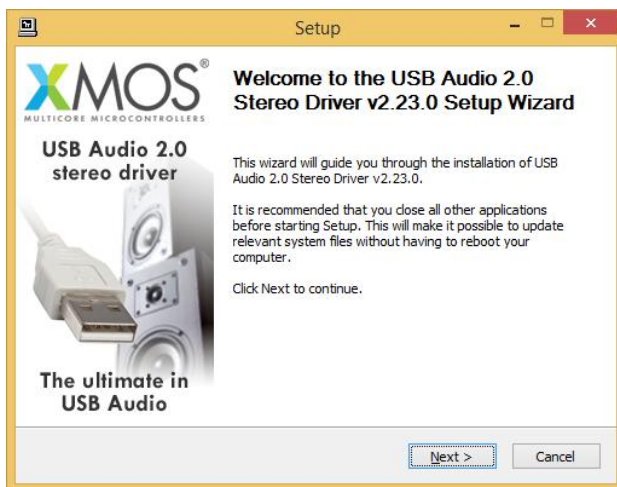 Setup
XMOS®
MULTICORE MICROCONTROLLERS
USB Audio 2.0
stereo driver
The ultimate in
USB Audio
Welcome to the USB Audio 2.0
Stereo Driver v2.23.0 Setup Wizard
This wizard will guide you through the installation of USB
Audio 2.0 Stereo Driver v2.23.0.
It is recommended that you close all other applications
before starting Setup. This will make it possible to update
relevant system files without having to reboot your
computer.
Click Next to continue.
Next >
Cancel